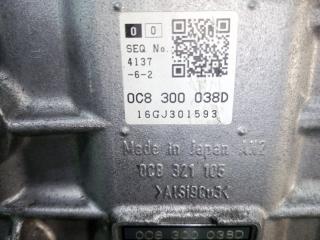 0 0
SEQ No.
4137
-6-2
0C8 300 038D
16GJ301593
Made in Japan
0C8 321 105
>AlSi9Cu3<
0C8 300 038D